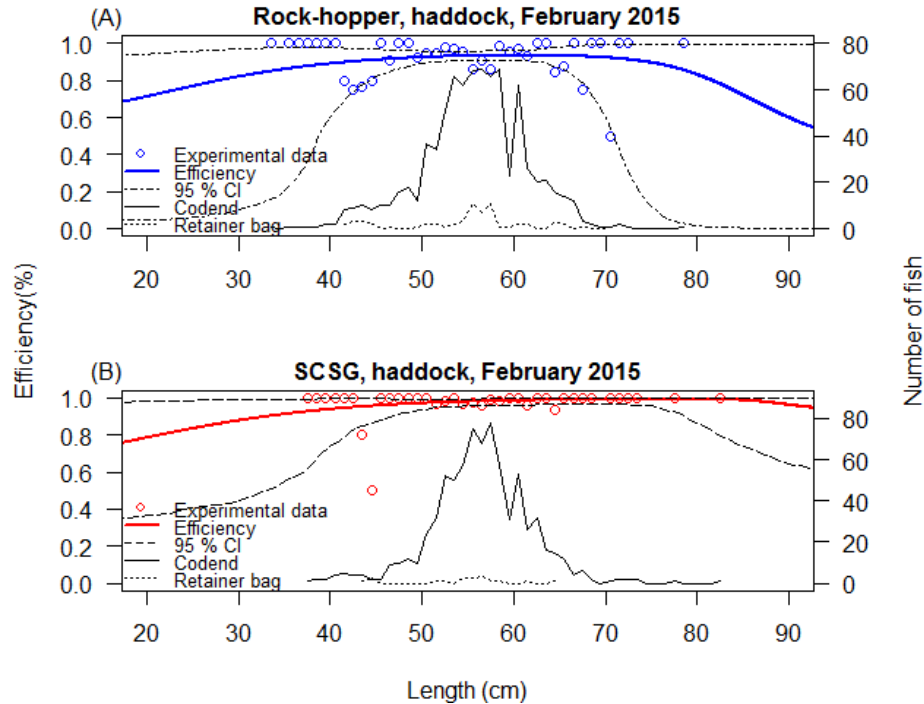 (A)
Rock-hopper, haddock, February 2015
1.0
0.8
0.6
0.4
0.2
0.0
Experimental data
Efficiency
95 % CI
Codend
Retainer bag
80
60
40
20
0
20 30 40 50 60 70 80 90
Efficiency(%)
Number of fish
(B)
SCSG, haddock, February 2015
1.0
0.8
0.6
0.4
0.2
0.0
Experimental data
Efficiency
95 % CI
Codend
Retainer bag
80
60
40
20
0
20 30 40 50 60 70 80 90
Length (cm)